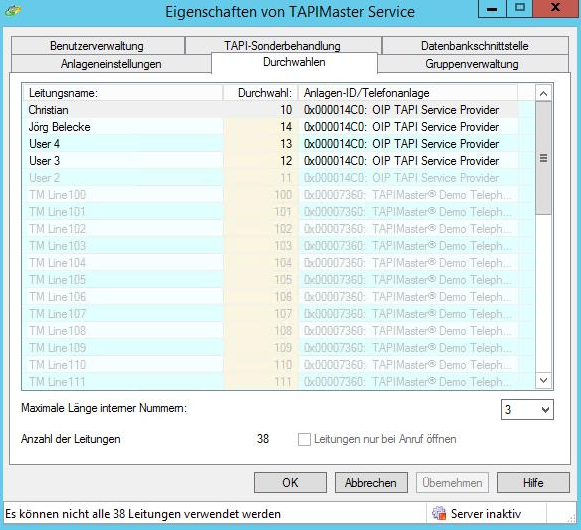 Eigenschaften von TAPIMaster Service
Benutzerverwaltung TAPI-Sonderbehandlung Datenbankschnittstelle
Anlageneinstellungen Durchwahlen Gruppenverwaltung
Leitungsname: Durchwahl: Anlagen-ID/Telefonanlage
Christian 10 0x000014C0: OIP TAPI Service Provider
Jörg Belecke 14 0x000014C0: OIP TAPI Service Provider
User 4 13 0x000014C0: OIP TAPI Service Provider
User 3 12 0x000014C0: OIP TAPI Service Provider
User 2 11 0x000014C0: OIP TAPI Service Provider
TM Line100 100 0x00007360: TAPIMaster® Demo Teleph...
TM Line101 101 0x00007360: TAPIMaster® Demo Teleph...
TM Line102 102 0x00007360: TAPIMaster® Demo Teleph...
TM Line103 103 0x00007360: TAPIMaster® Demo Teleph...
TM Line104 104 0x00007360: TAPIMaster® Demo Teleph...
TM Line105 105 0x00007360: TAPIMaster® Demo Teleph...
TM Line106 106 0x00007360: TAPIMaster® Demo Teleph...
TM Line107 107 0x00007360: TAPIMaster® Demo Teleph...
TM Line108 108 0x00007360: TAPIMaster® Demo Teleph...
TM Line109 109 0x00007360: TAPIMaster® Demo Teleph...
TM Line110 110 0x00007360: TAPIMaster® Demo Teleph...
TM Line111 111 0x00007360: TAPIMaster® Demo Teleph...
Maximale Länge interner Nummern: 3
Anzahl der Leitungen 38 Leitungen nur bei Anruf öffnen
OK Abbrechen Übernehmen Hilfe
Es können nicht alle 38 Leitungen verwendet werden Server inaktiv